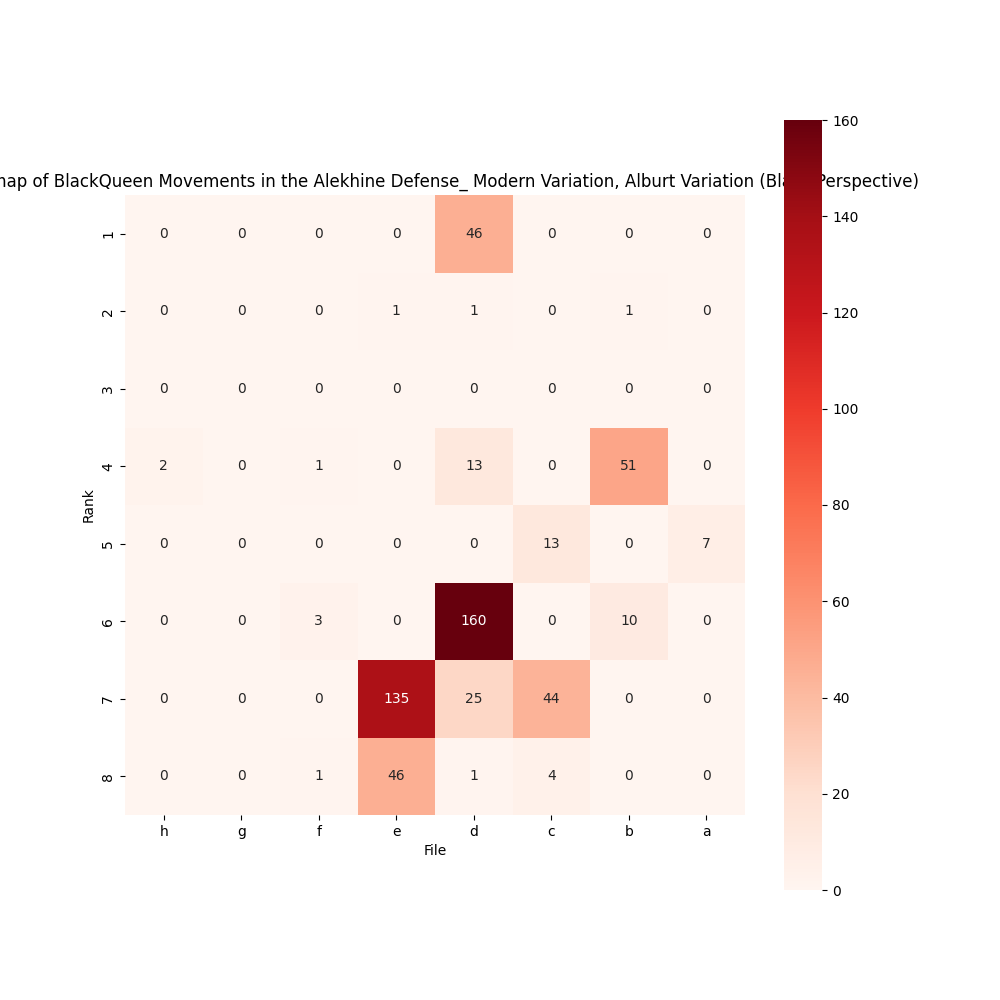 160
map of BlackQueen Movements in the Alekhine Defense_ Modern Variation, Alburt Variation (Black Perspective)
1 0 0 0 0 46 0 0 0
2 0 0 0 1 1 0 1 0
3 0 0 0 0 0 0 0 0
4 2 0 1 0 13 0 51 0
5 0 0 0 0 0 13 0 7
6 0 0 3 0 160 0 10 0
7 0 0 0 135 25 44 0 0
8 0 0 1 46 1 4 0 0
Rank
h g f e d c b a
File
140
120
100
80
60
40
20
0